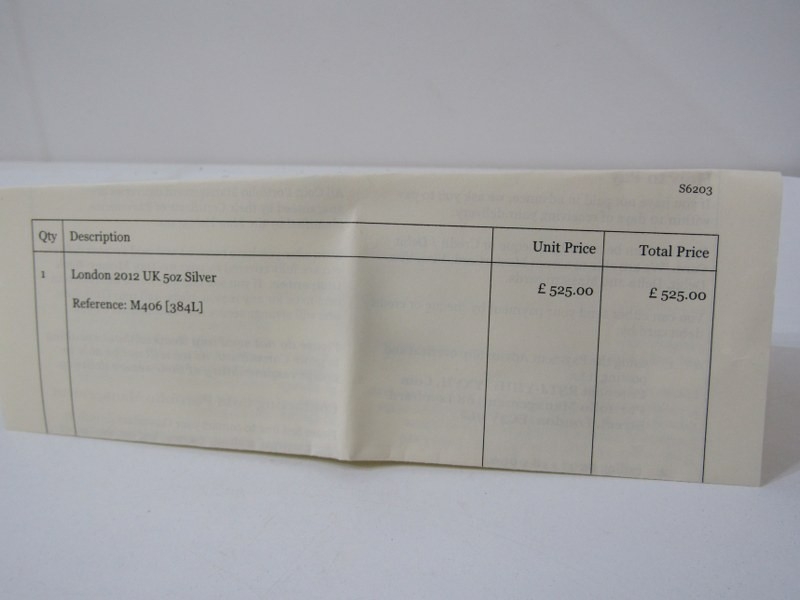 S6203
Qty Description Unit Price Total Price
1 London 2012 UK 5oz Silver £ 525.00 £ 525.00
Reference: M406 [384L]